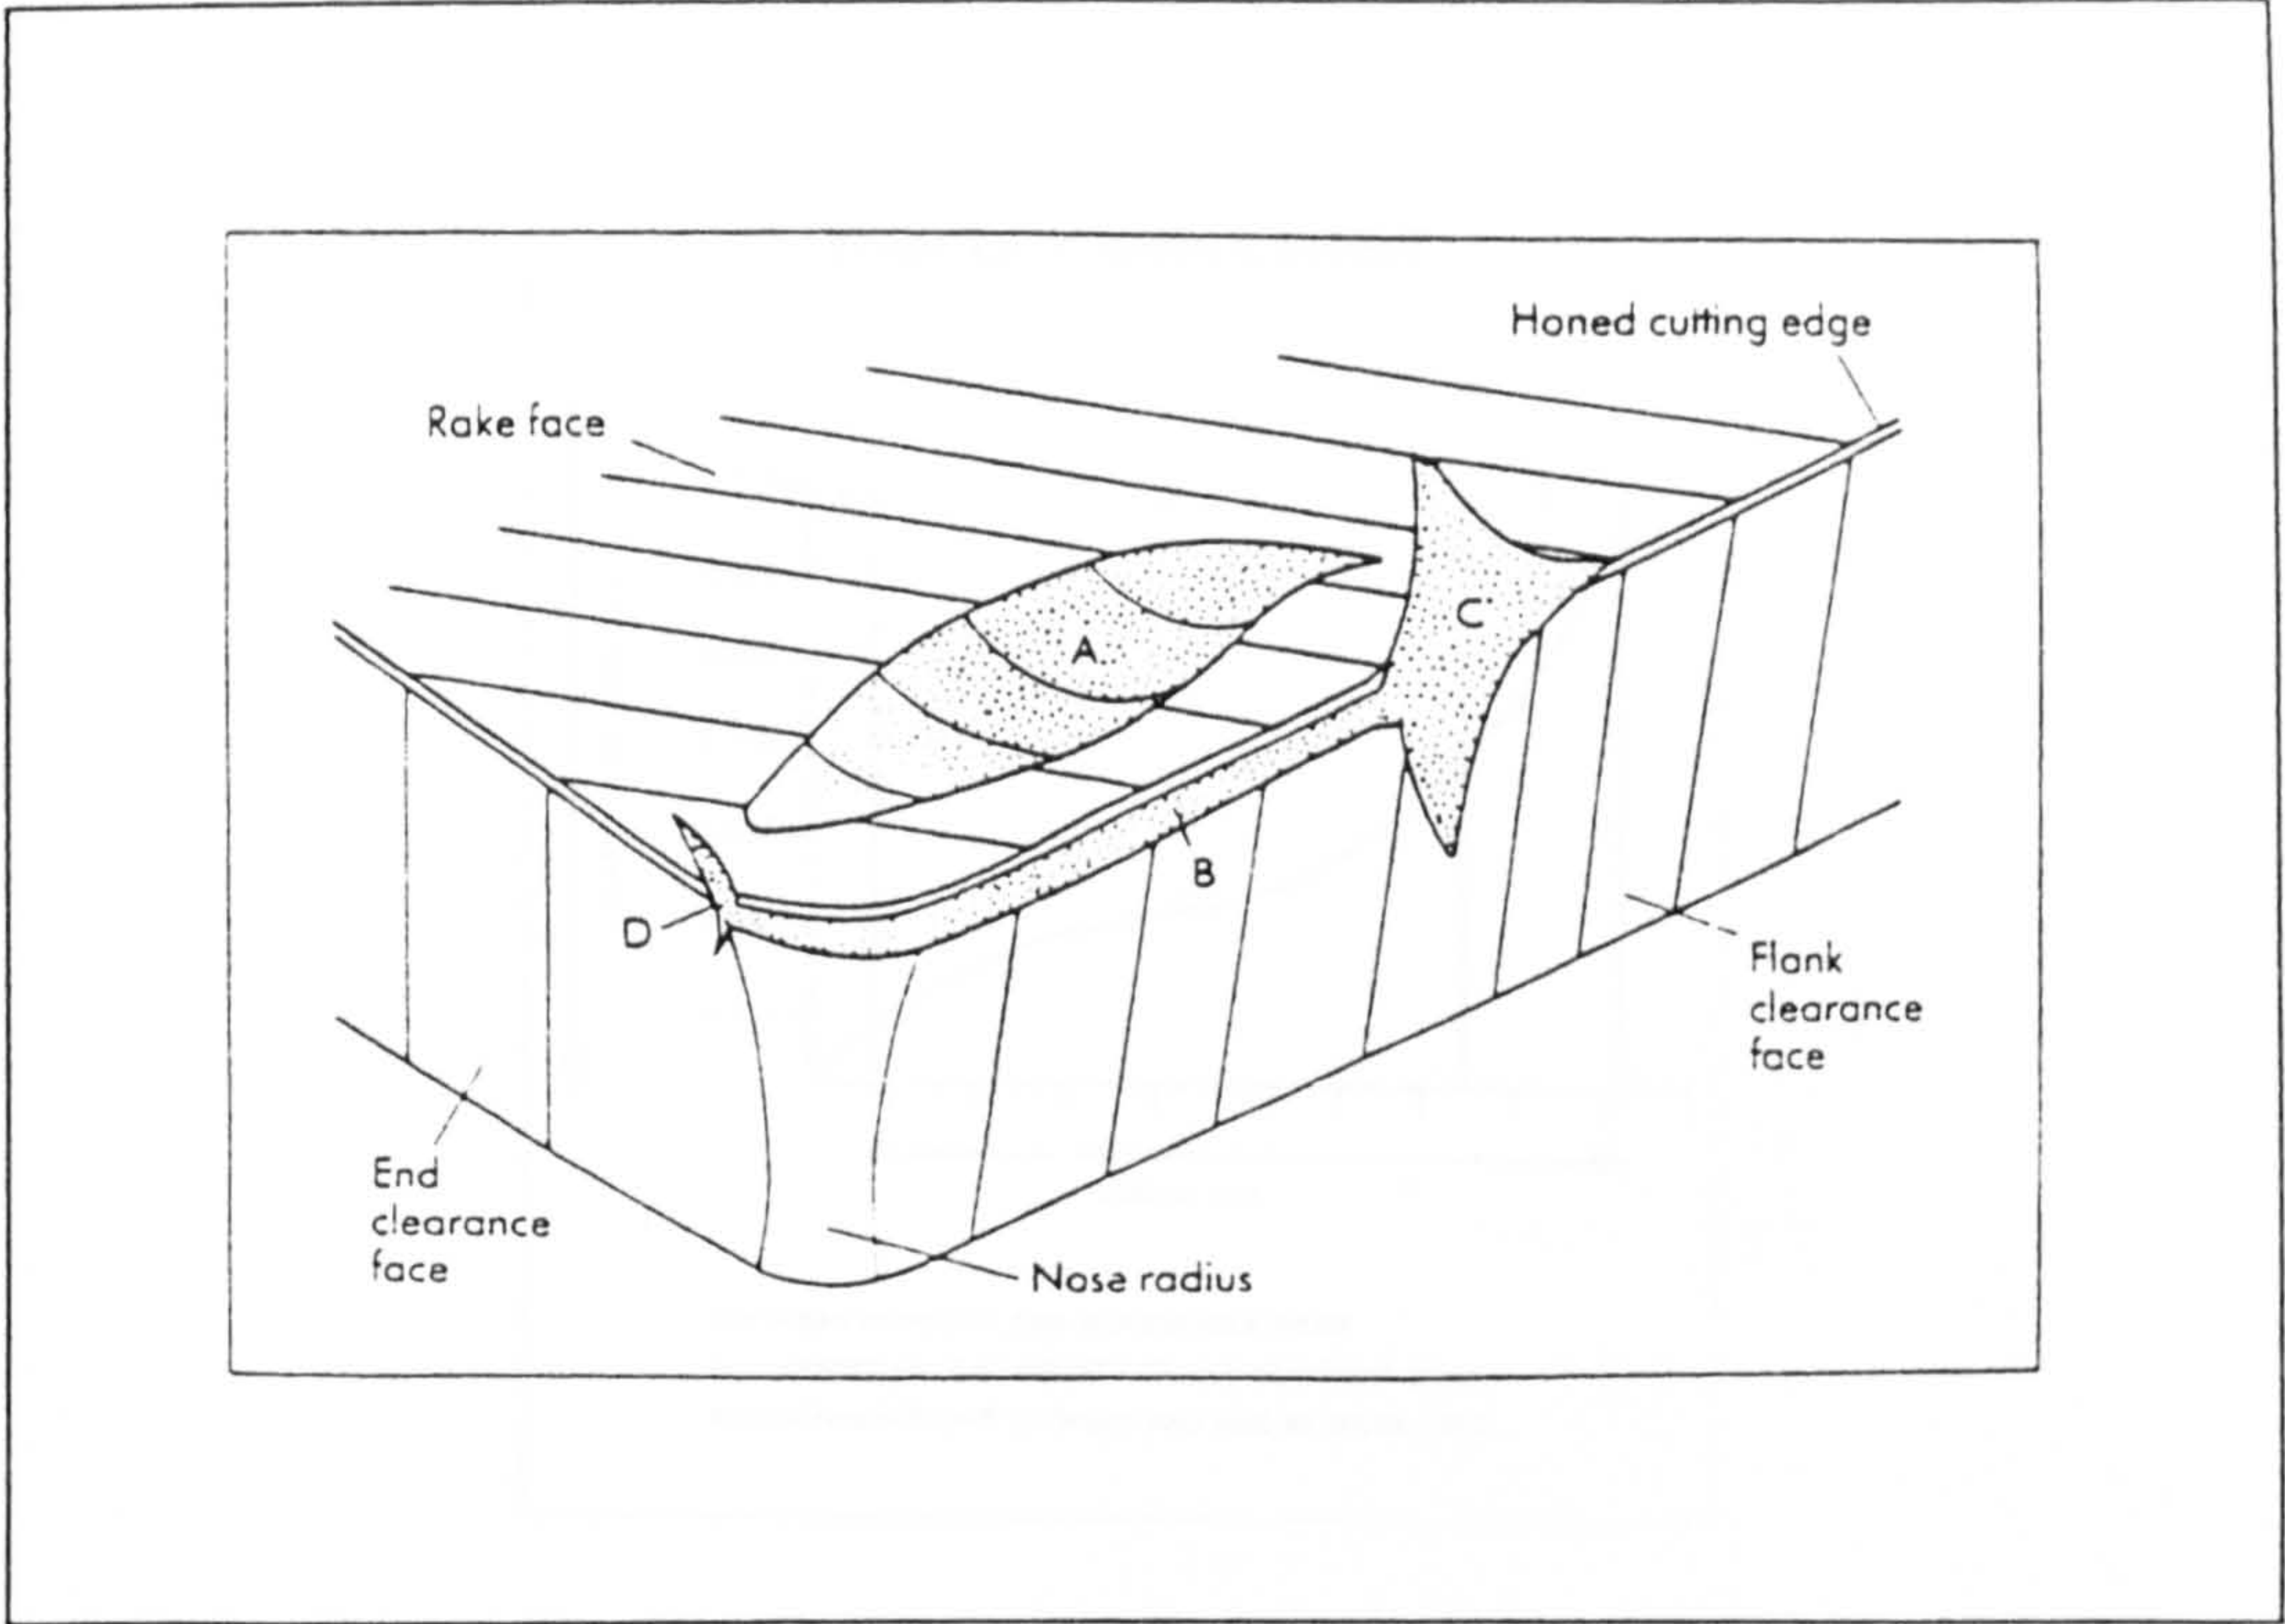 Honed cutting edge
Rake face
A
C
B
D
Flank
clearance
face
End
clearance
face
Nose radius